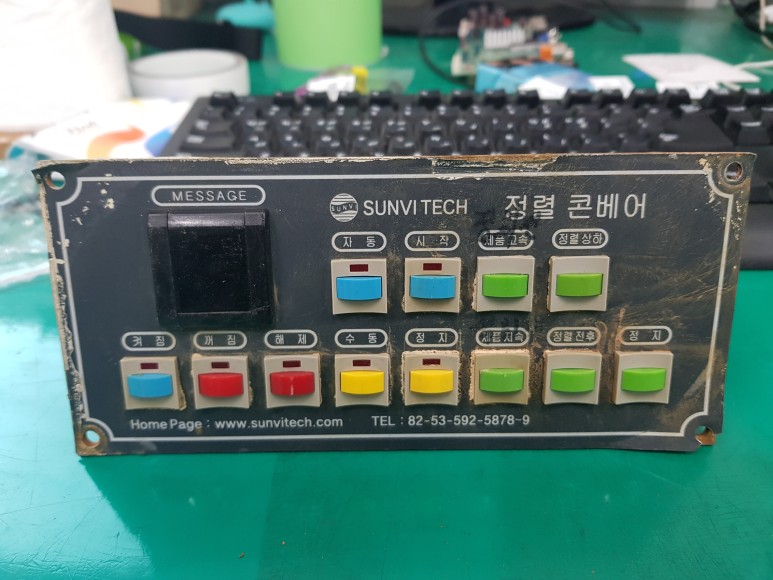 MESSAGE
SUNV SUNVI TECH 정렬 콘베어
자동 시작 제품고속 정렬상하
켜짐 꺼짐 해제 수동 정지 제품저속 정렬전후 정지
HomePage : www.sunvitech.com TEL : 82-53-592-5878-9